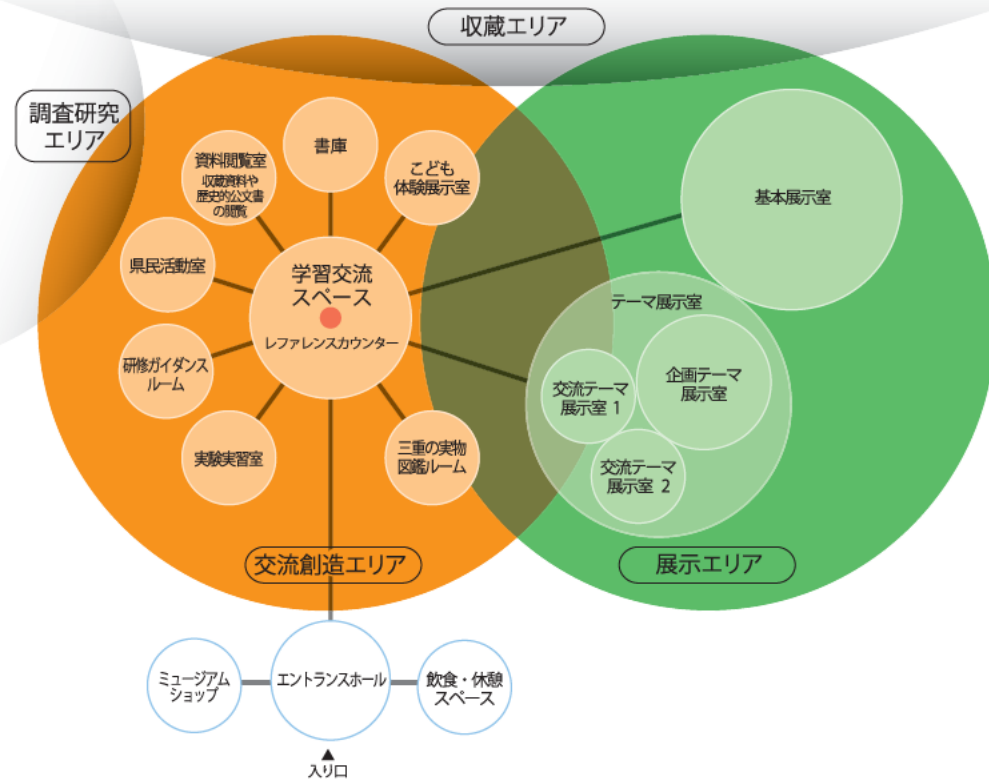 収蔵エリア
調査研究
エリア
書庫
資料閲覧室
収蔵資料や
歴史的公文書
の閲覧
こども
体験展示室
基本展示室
県民活動室
学習交流
スペース
レファレンスカウンター
テーマ展示室
研修ガイダンス
ルーム
交流テーマ
展示室 1
企画テーマ
展示室
実験実習室
三重の実物
図鑑ルーム
交流テーマ
展示室 2
交流創造エリア
展示エリア
ミュージアム
ショップ
エントランスホール
飲食・休憩
スペース
▲
入り口